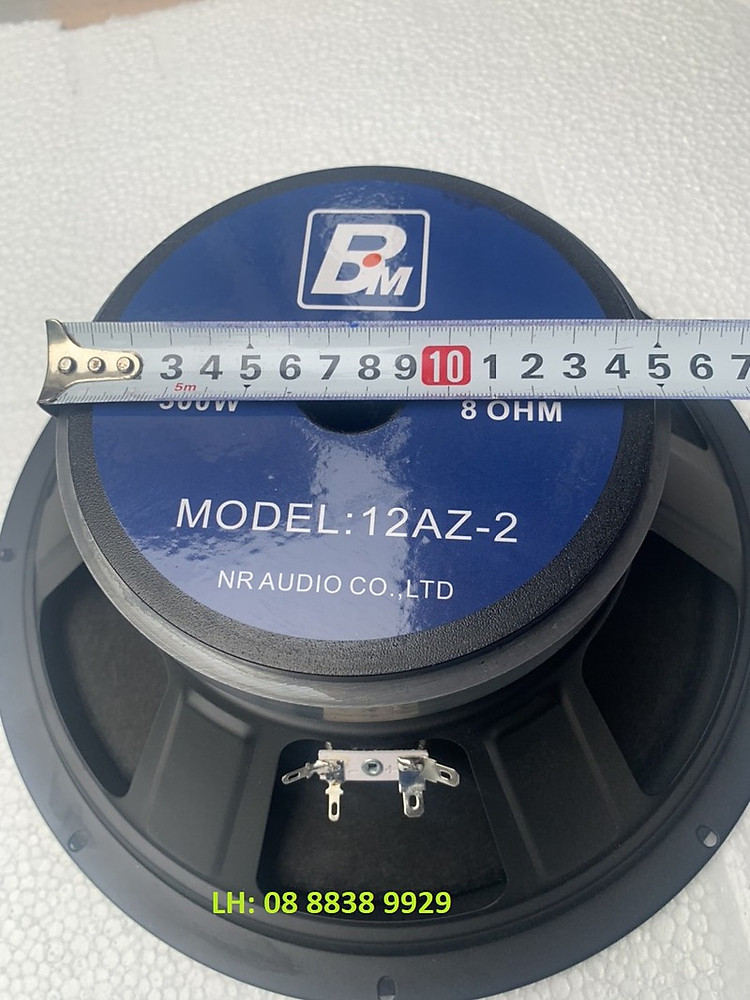 BM
3 4 5 6 7 8 9 10 1 2 3 4 5 6 7
5m
8 OHM
MODEL:12AZ-2
NR AUDIO CO.,LTD
LH: 08 8838 9929